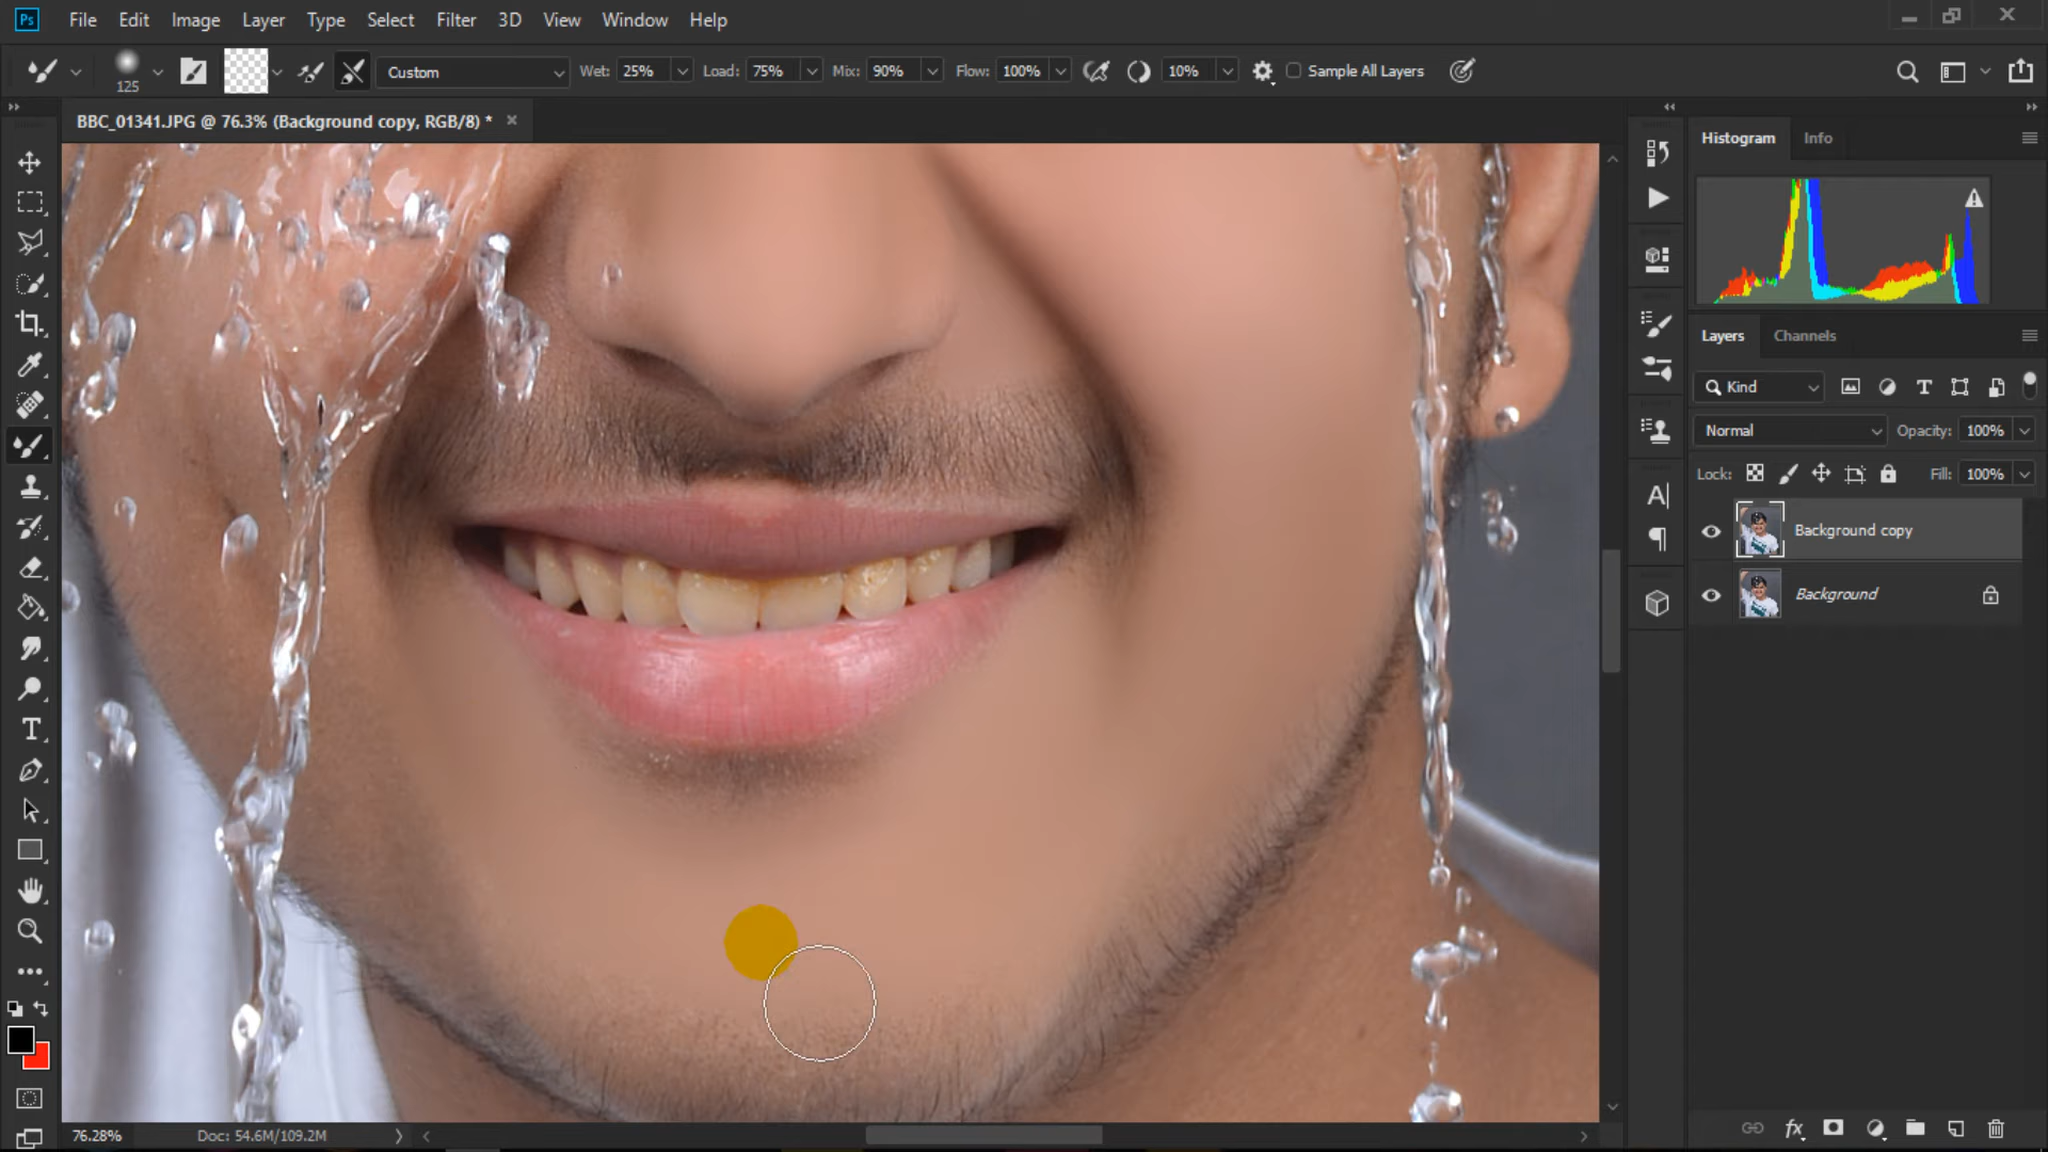 Ps File Edit Image Layer Type Select Filter 3D View Window Help
125 Custom Wet: 25% Load: 75% Mix: 90% Flow: 100% 10% Sample All Layers
BBC_01341.JPG @ 76.3% (Background copy, RGB/8) *
Histogram Info
Layers Channels
Kind
Normal Opacity: 100%
Lock: Fill: 100%
Background copy
Background
76.28% Doc: 54.6M/109.2M